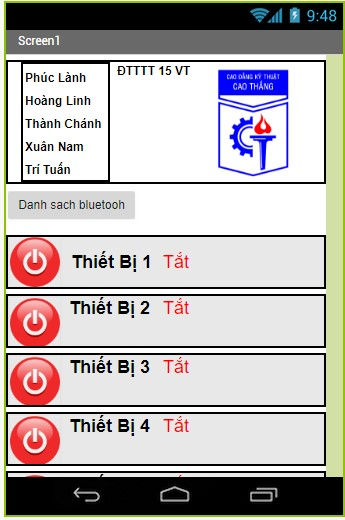 9:48
Screen1
Phúc Lành
Hoàng Linh
Thành Chánh
Xuân Nam
Trí Tuấn
ĐTTTT 15 VT
CAO ĐẲNG KỸ THUẬT
CAO THẮNG
Danh sach bluetooh
Thiết Bị 1 Tắt
Thiết Bị 2 Tắt
Thiết Bị 3 Tắt
Thiết Bị 4 Tắt